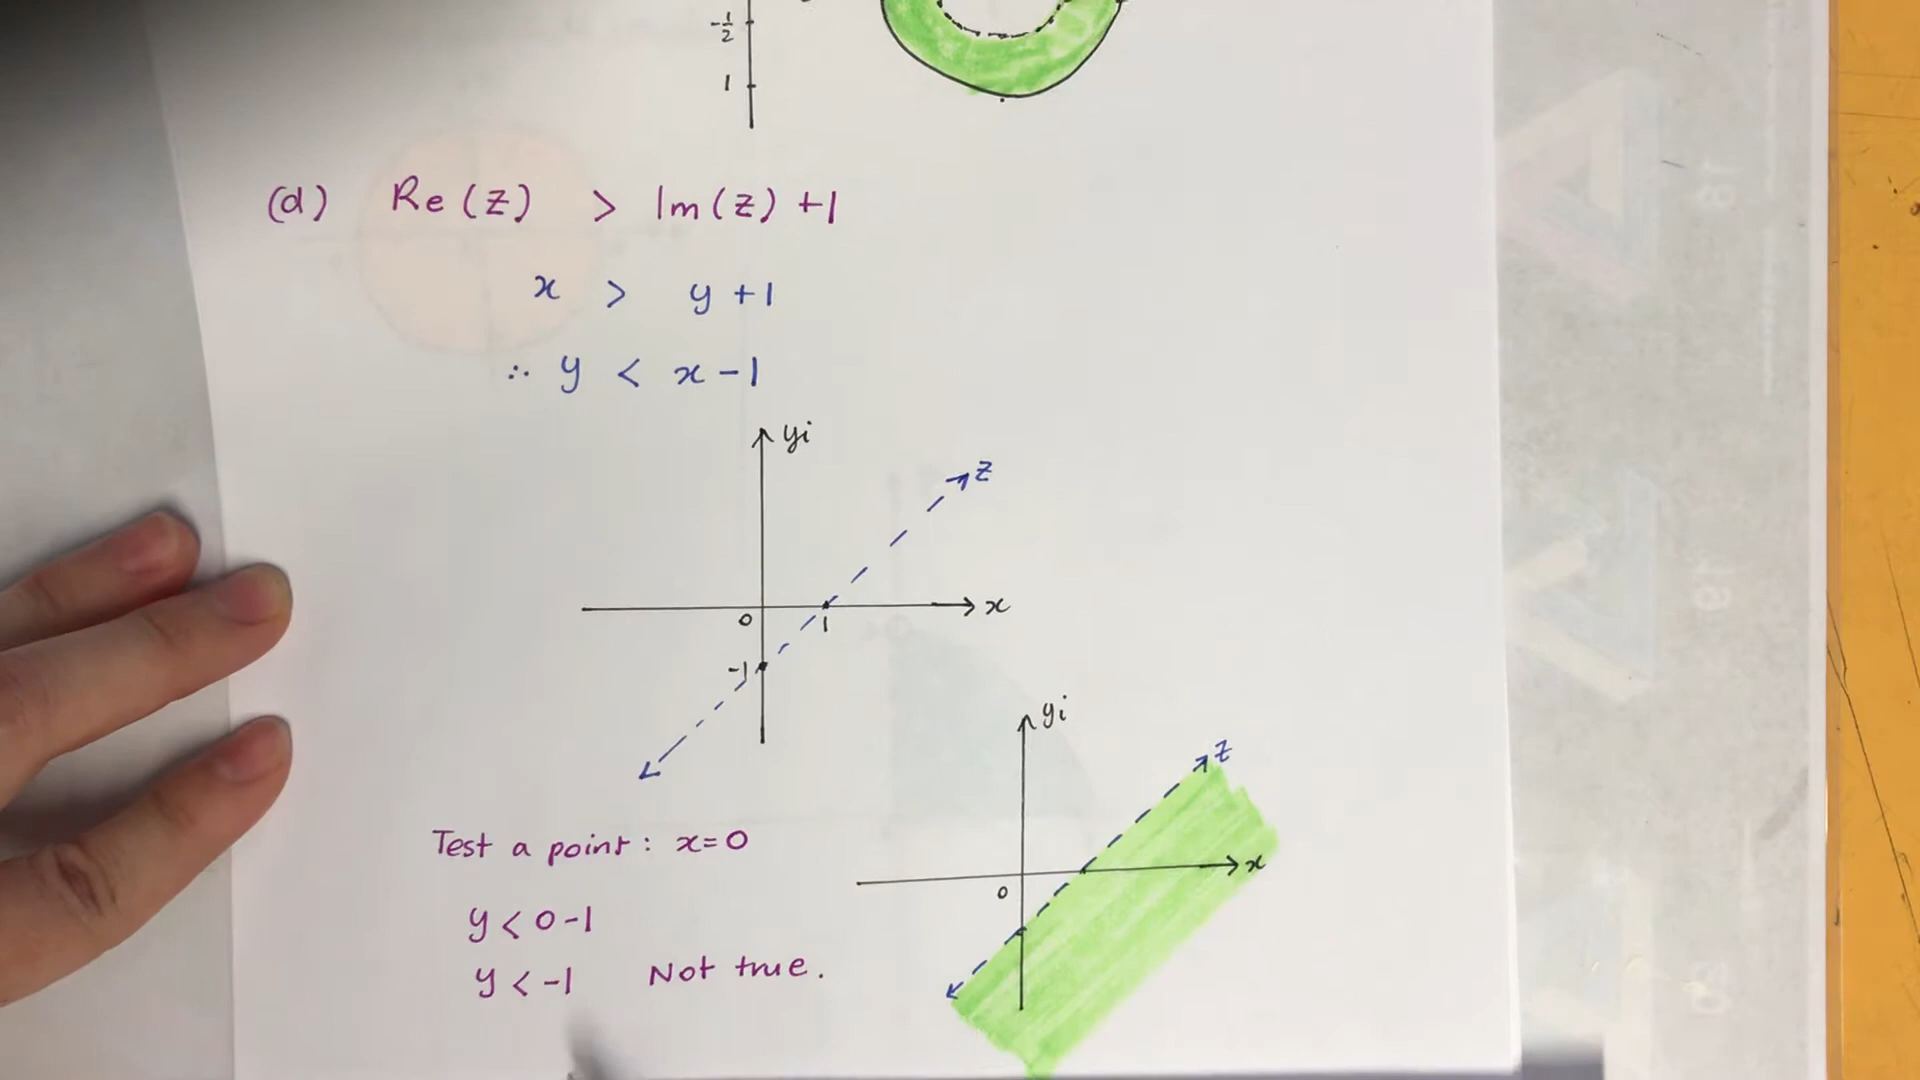 -1/2
1
(d) Re(z) > Im(z) +1
x > y +1
∴ y < x -1
yi
z
0 1 x
-1
yi
z
Test a point : x=0
0 x
y < 0-1
y < -1 Not true.